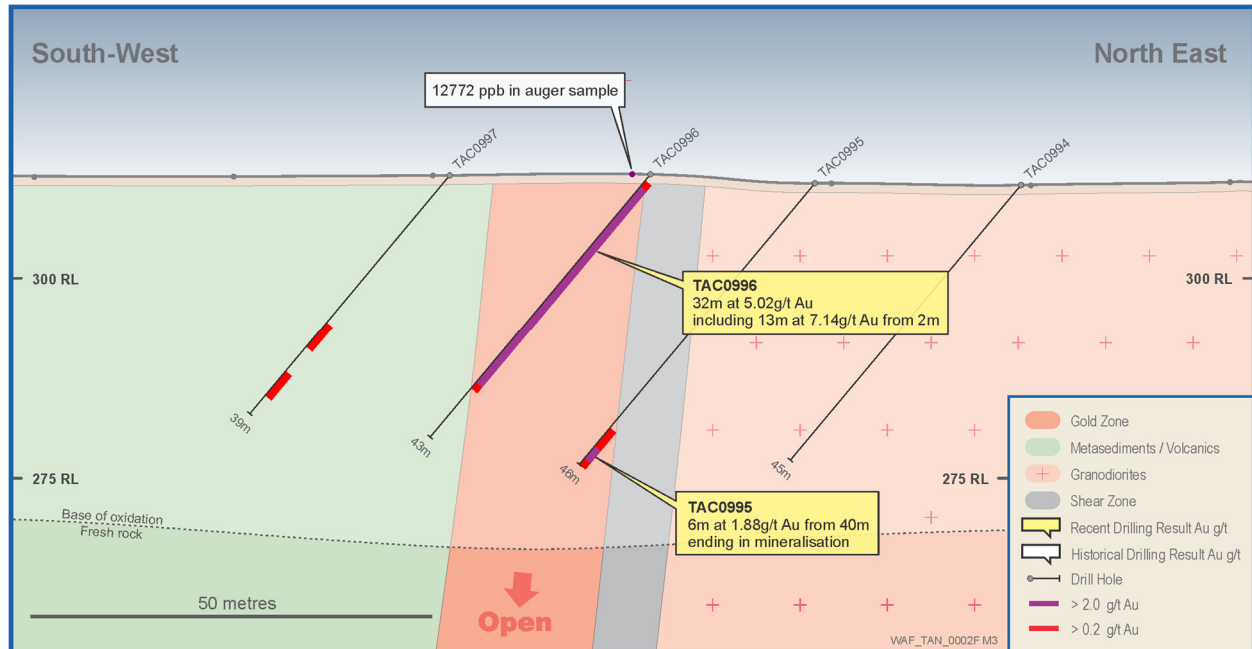 South-West
North East
12772 ppb in auger sample
TAC0997
TAC0996
TAC0995
TAC0994
300 RL
300 RL
TAC0996
32m at 5.02g/t Au
including 13m at 7.14g/t Au from 2m
39m
43m
46m
45m
275 RL
275 RL
TAC0995
6m at 1.88g/t Au from 40m
ending in mineralisation
Base of oxidation
Fresh rock
50 metres
Open
Gold Zone
Metasediments / Volcanics
Granodiorites
Shear Zone
Recent Drilling Result Au g/t
Historical Drilling Result Au g/t
Drill Hole
> 2.0 g/t Au
> 0.2 g/t Au
WAF_TAN_0002F M3